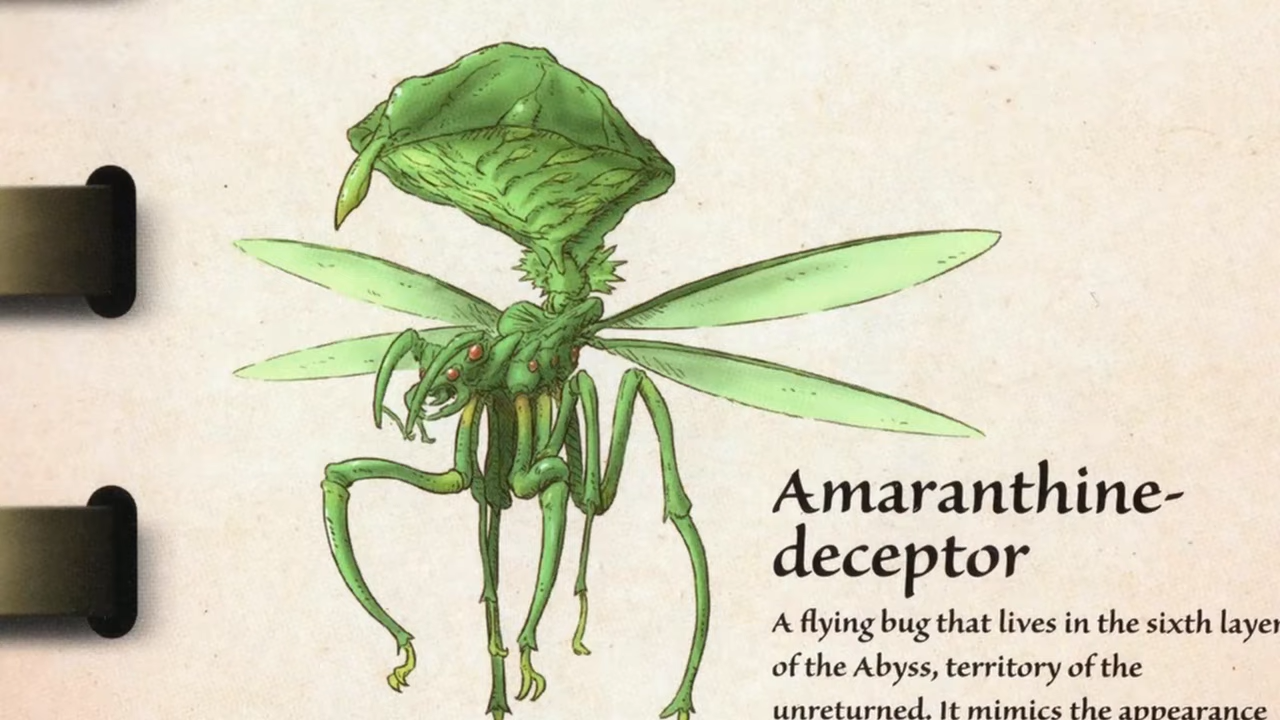 Amaranthine-
deceptor
A flying bug that lives in the sixth layer
of the Abyss, territory of the
unreturned. It mimics the appearance